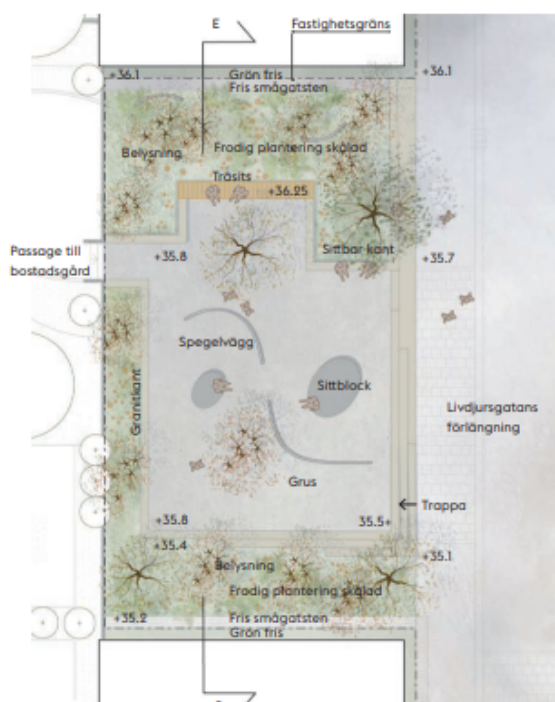 E
Fastighetsgräns
+36.1
Grön fris
+36.1
Fris smågatsten
Belysning
Frodig plantering skålad
Träsits
+36.25
Passage till
bostadsgård
+35.8
Sittbar kant
+35.7
Spegelvägg
Granitkant
Sittblock
Livdjursgatans
förlängning
Grus
Trappa
+35.8
35.5+
+35.4
+35.1
Belysning
Frodig plantering skålad
+35.2
Fris smågatsten
Grön fris